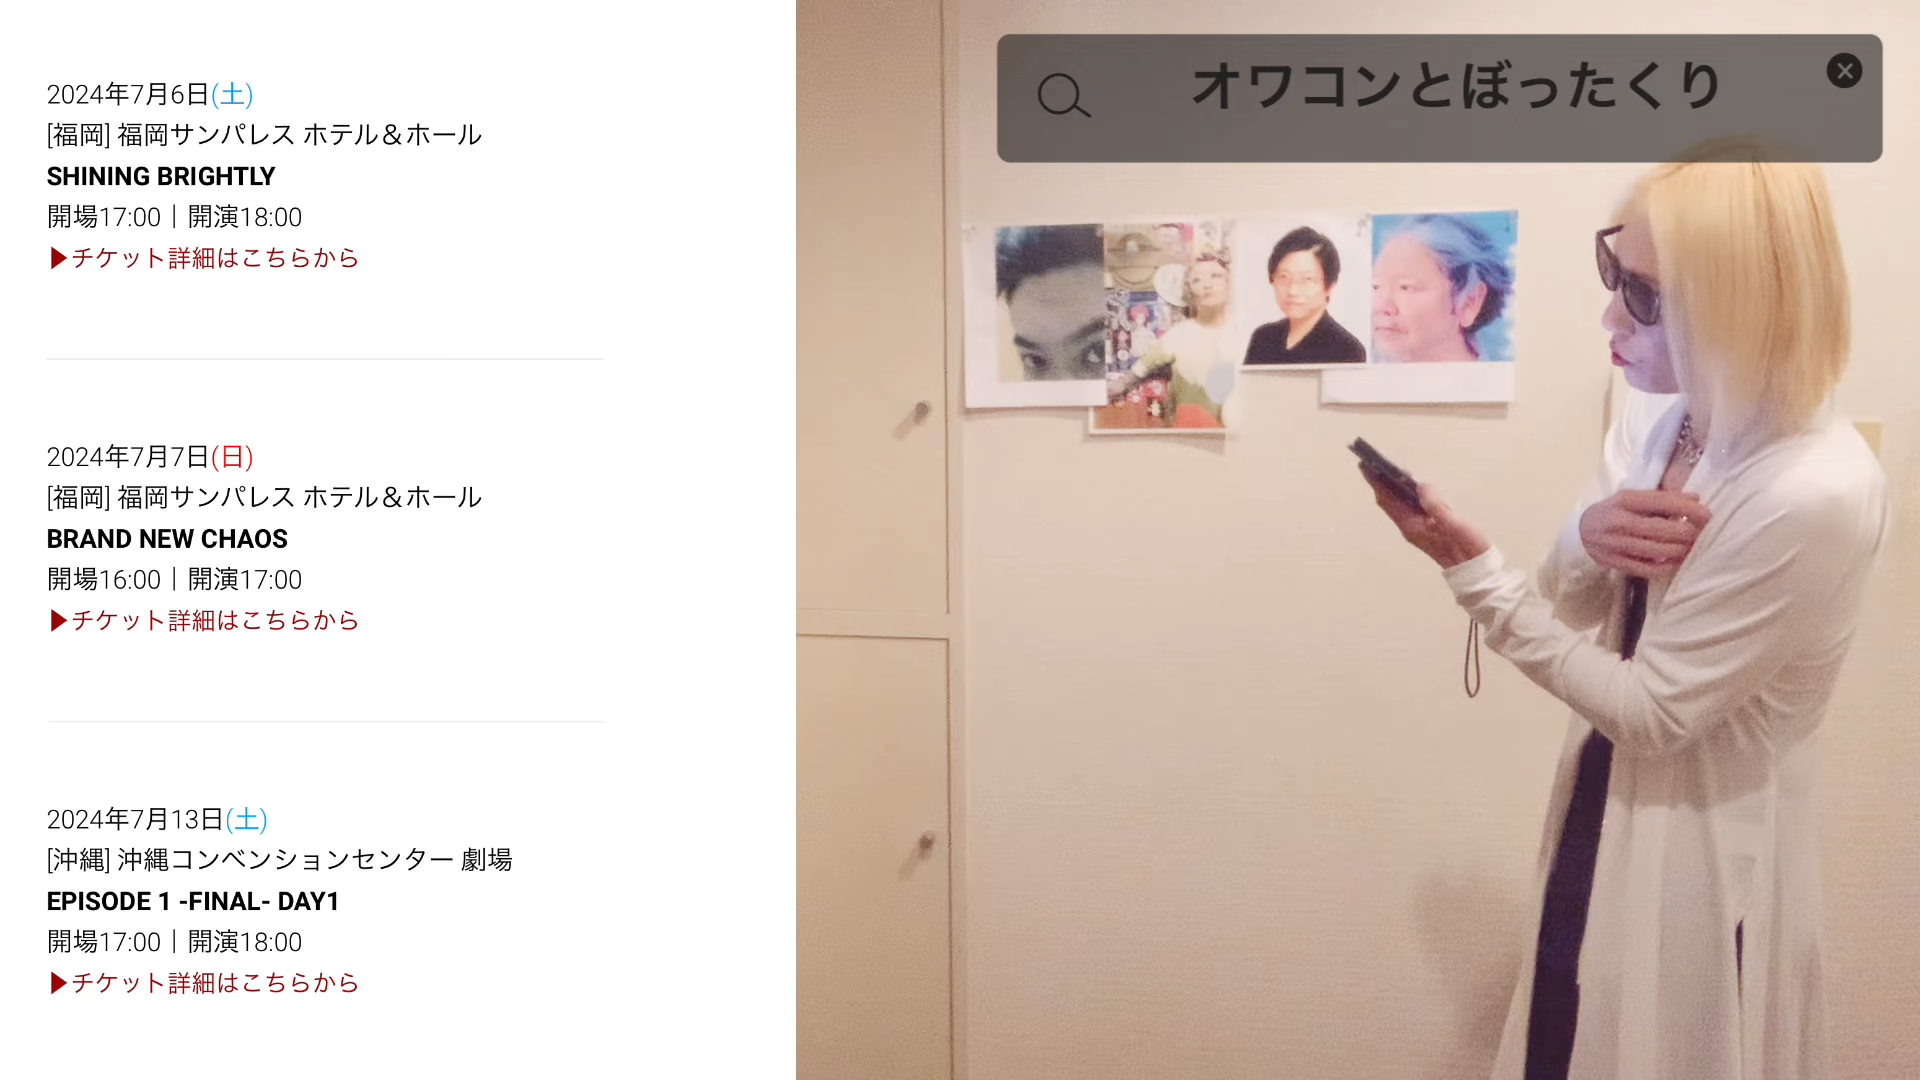 2024年7月6日(土)
[福岡] 福岡サンパレス ホテル＆ホール
SHINING BRIGHTLY
開場17:00｜開演18:00
▶チケット詳細はこちらから
2024年7月7日(日)
[福岡] 福岡サンパレス ホテル＆ホール
BRAND NEW CHAOS
開場16:00｜開演17:00
▶チケット詳細はこちらから
2024年7月13日(土)
[沖縄] 沖縄コンベンションセンター 劇場
EPISODE 1 -FINAL- DAY1
開場17:00｜開演18:00
▶チケット詳細はこちらから
オワコンとぼったくり